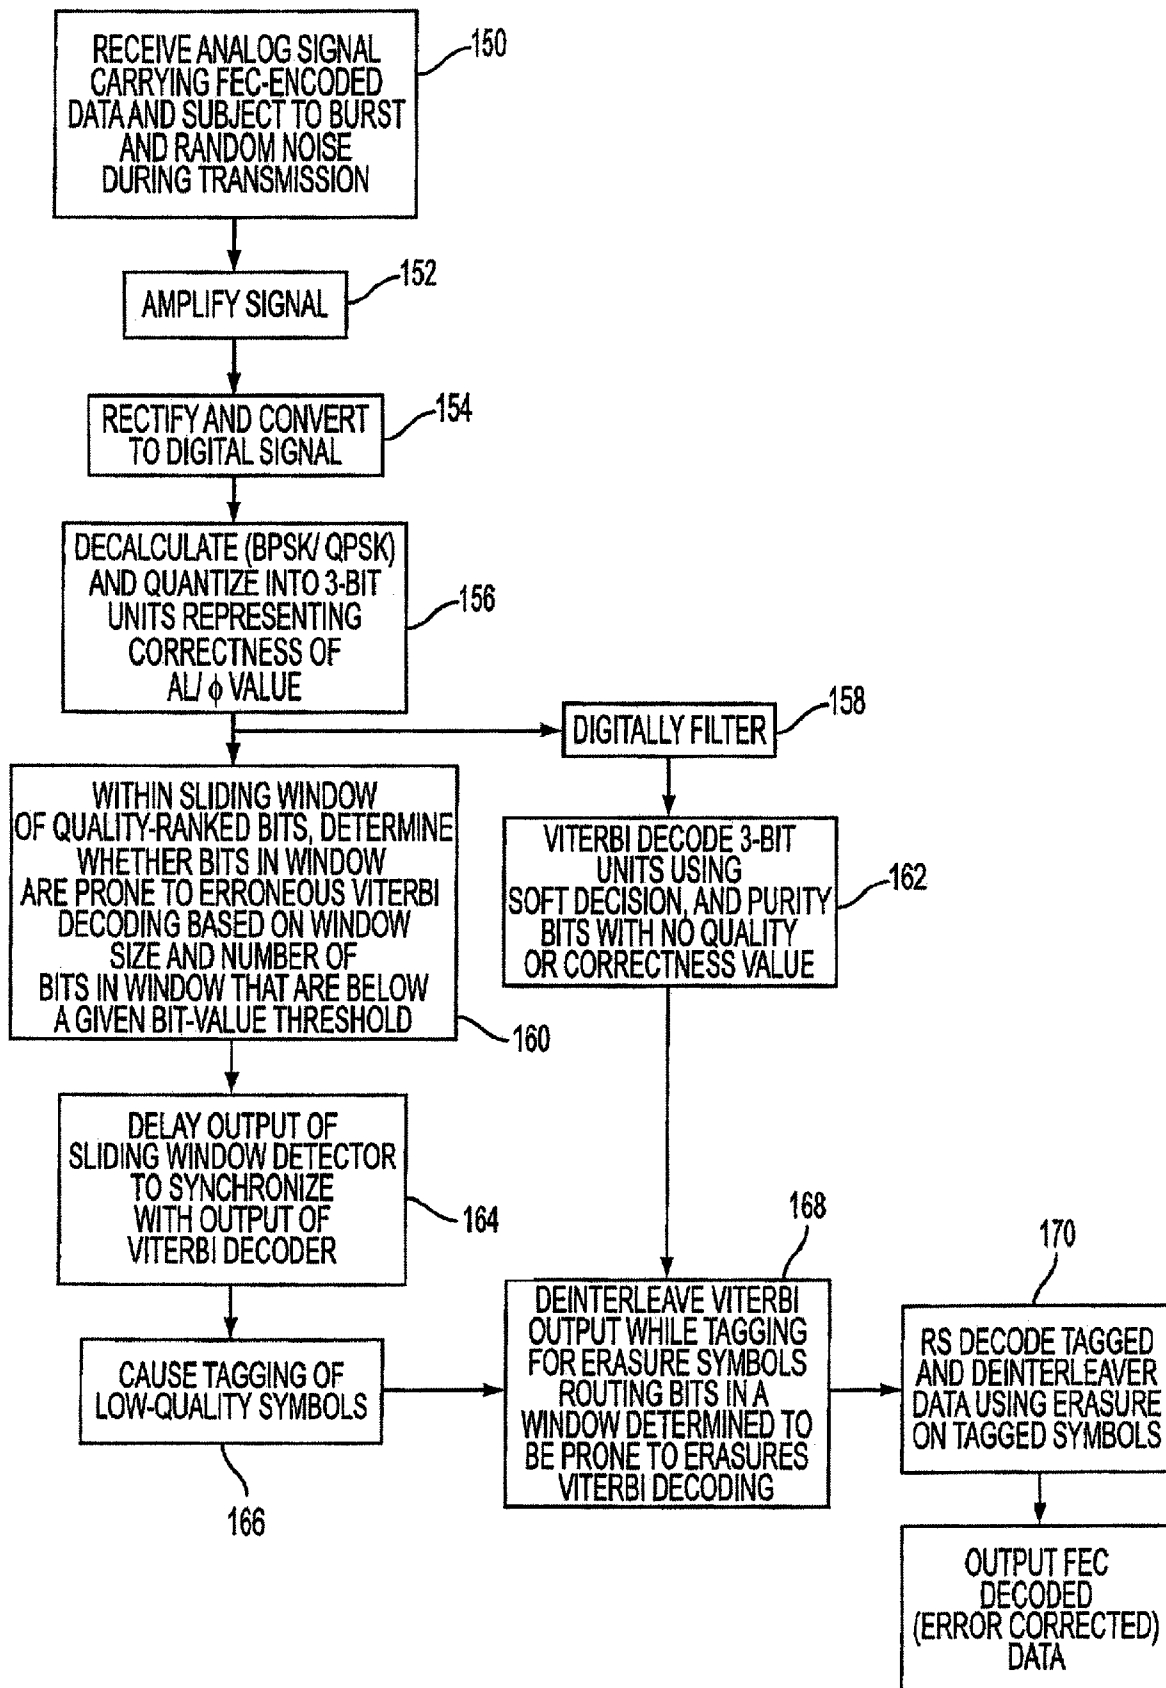 RECEIVE ANALOG SIGNAL
CARRYING FEC-ENCODED
DATA AND SUBJECT TO BURST
AND RANDOM NOISE
DURING TRANSMISSION
150
AMPLIFY SIGNAL
152
RECTIFY AND CONVERT
TO DIGITAL SIGNAL
154
DECALCULATE (BPSK/ QPSK)
AND QUANTIZE INTO 3-BIT
UNITS REPRESENTING
CORRECTNESS OF
AL/ ϕ VALUE
156
DIGITALLY FILTER
158
WITHIN SLIDING WINDOW
OF QUALITY-RANKED BITS, DETERMINE
WHETHER BITS IN WINDOW
ARE PRONE TO ERRONEOUS VITERBI
DECODING BASED ON WINDOW
SIZE AND NUMBER OF
BITS IN WINDOW THAT ARE BELOW
A GIVEN BIT-VALUE THRESHOLD
160
VITERBI DECODE 3-BIT
UNITS USING
SOFT DECISION, AND PURITY
BITS WITH NO QUALITY
OR CORRECTNESS VALUE
162
DELAY OUTPUT OF
SLIDING WINDOW DETECTOR
TO SYNCHRONIZE
WITH OUTPUT OF
VITERBI DECODER
164
CAUSE TAGGING OF
LOW-QUALITY SYMBOLS
166
168
DEINTERLEAVE VITERBI
OUTPUT WHILE TAGGING
FOR ERASURE SYMBOLS
ROUTING BITS IN A
WINDOW DETERMINED TO
BE PRONE TO ERASURES
VITERBI DECODING
170
RS DECODE TAGGED
AND DEINTERLEAVER
DATA USING ERASURE
ON TAGGED SYMBOLS
OUTPUT FEC
DECODED
(ERROR CORRECTED)
DATA